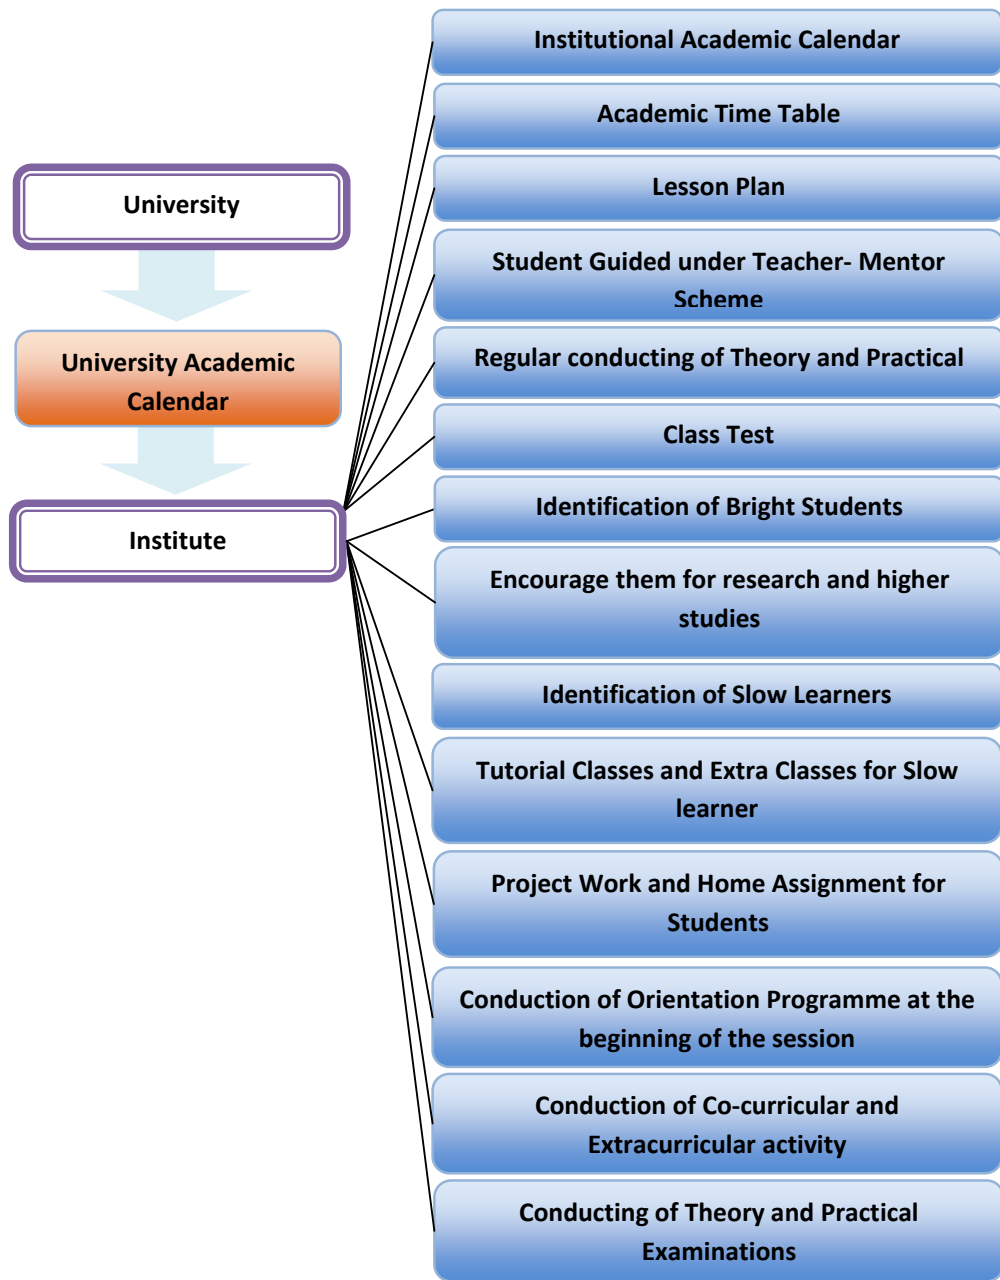 University
University Academic
Calendar
Institute
Institutional Academic Calendar
Academic Time Table
Lesson Plan
Student Guided under Teacher- Mentor
Scheme
Regular conducting of Theory and Practical
Class Test
Identification of Bright Students
Encourage them for research and higher
studies
Identification of Slow Learners
Tutorial Classes and Extra Classes for Slow
learner
Project Work and Home Assignment for
Students
Conduction of Orientation Programme at the
beginning of the session
Conduction of Co-curricular and
Extracurricular activity
Conducting of Theory and Practical
Examinations